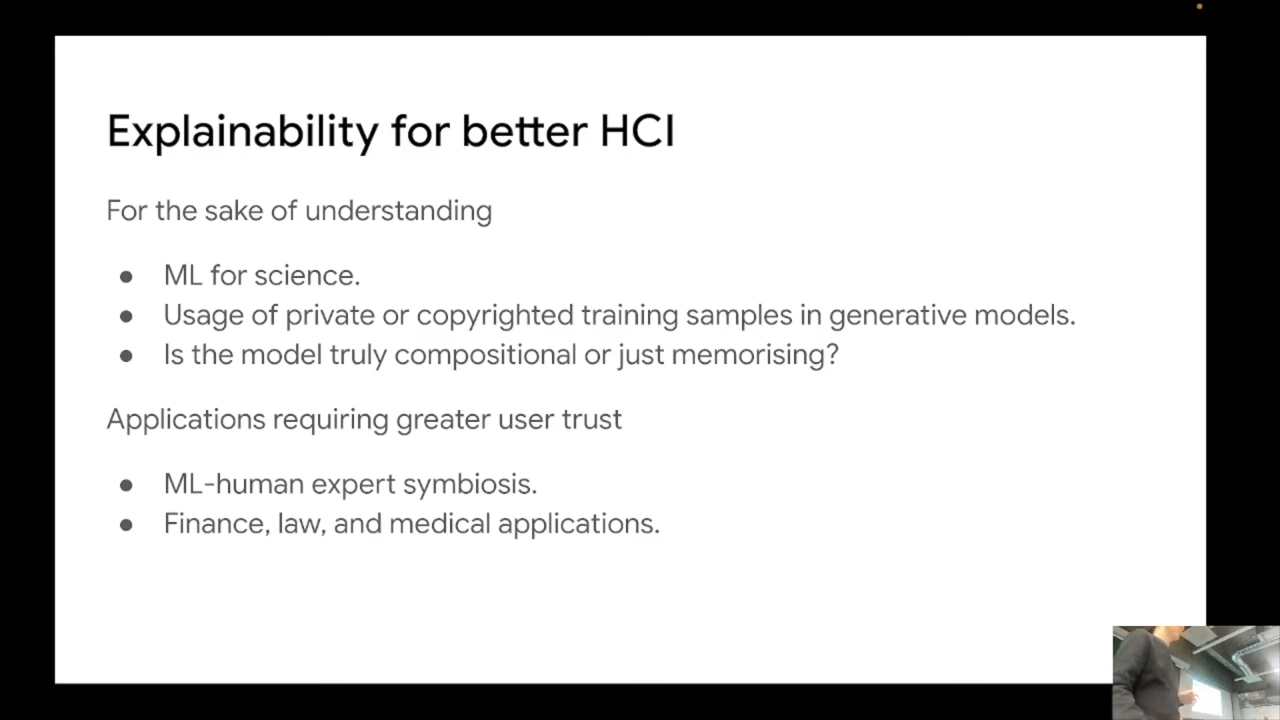 Explainability for better HCI
For the sake of understanding
● ML for science.
● Usage of private or copyrighted training samples in generative models.
● Is the model truly compositional or just memorising?
Applications requiring greater user trust
● ML-human expert symbiosis.
● Finance, law, and medical applications.